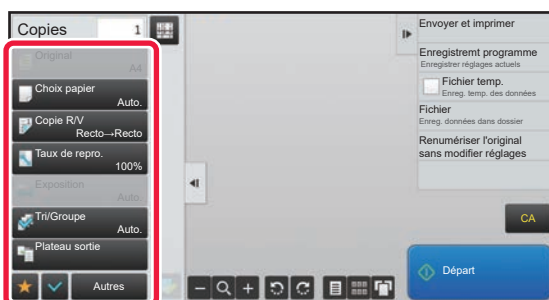 Copies 1
Original
A4
Choix papier
Auto.
Copie R/V
Recto→Recto
Taux de repro.
100%
Exposition
Auto.
Tri/Groupe
Auto.
Plateau sortie
Autres
Envoyer et imprimer
Enregistremt programme
Enregistrer réglages actuels
Fichier temp.
Enreg. temp. des données
Fichier
Enreg. données dans dossier
Renumériser l'original
sans modifier réglages
CA
Départ